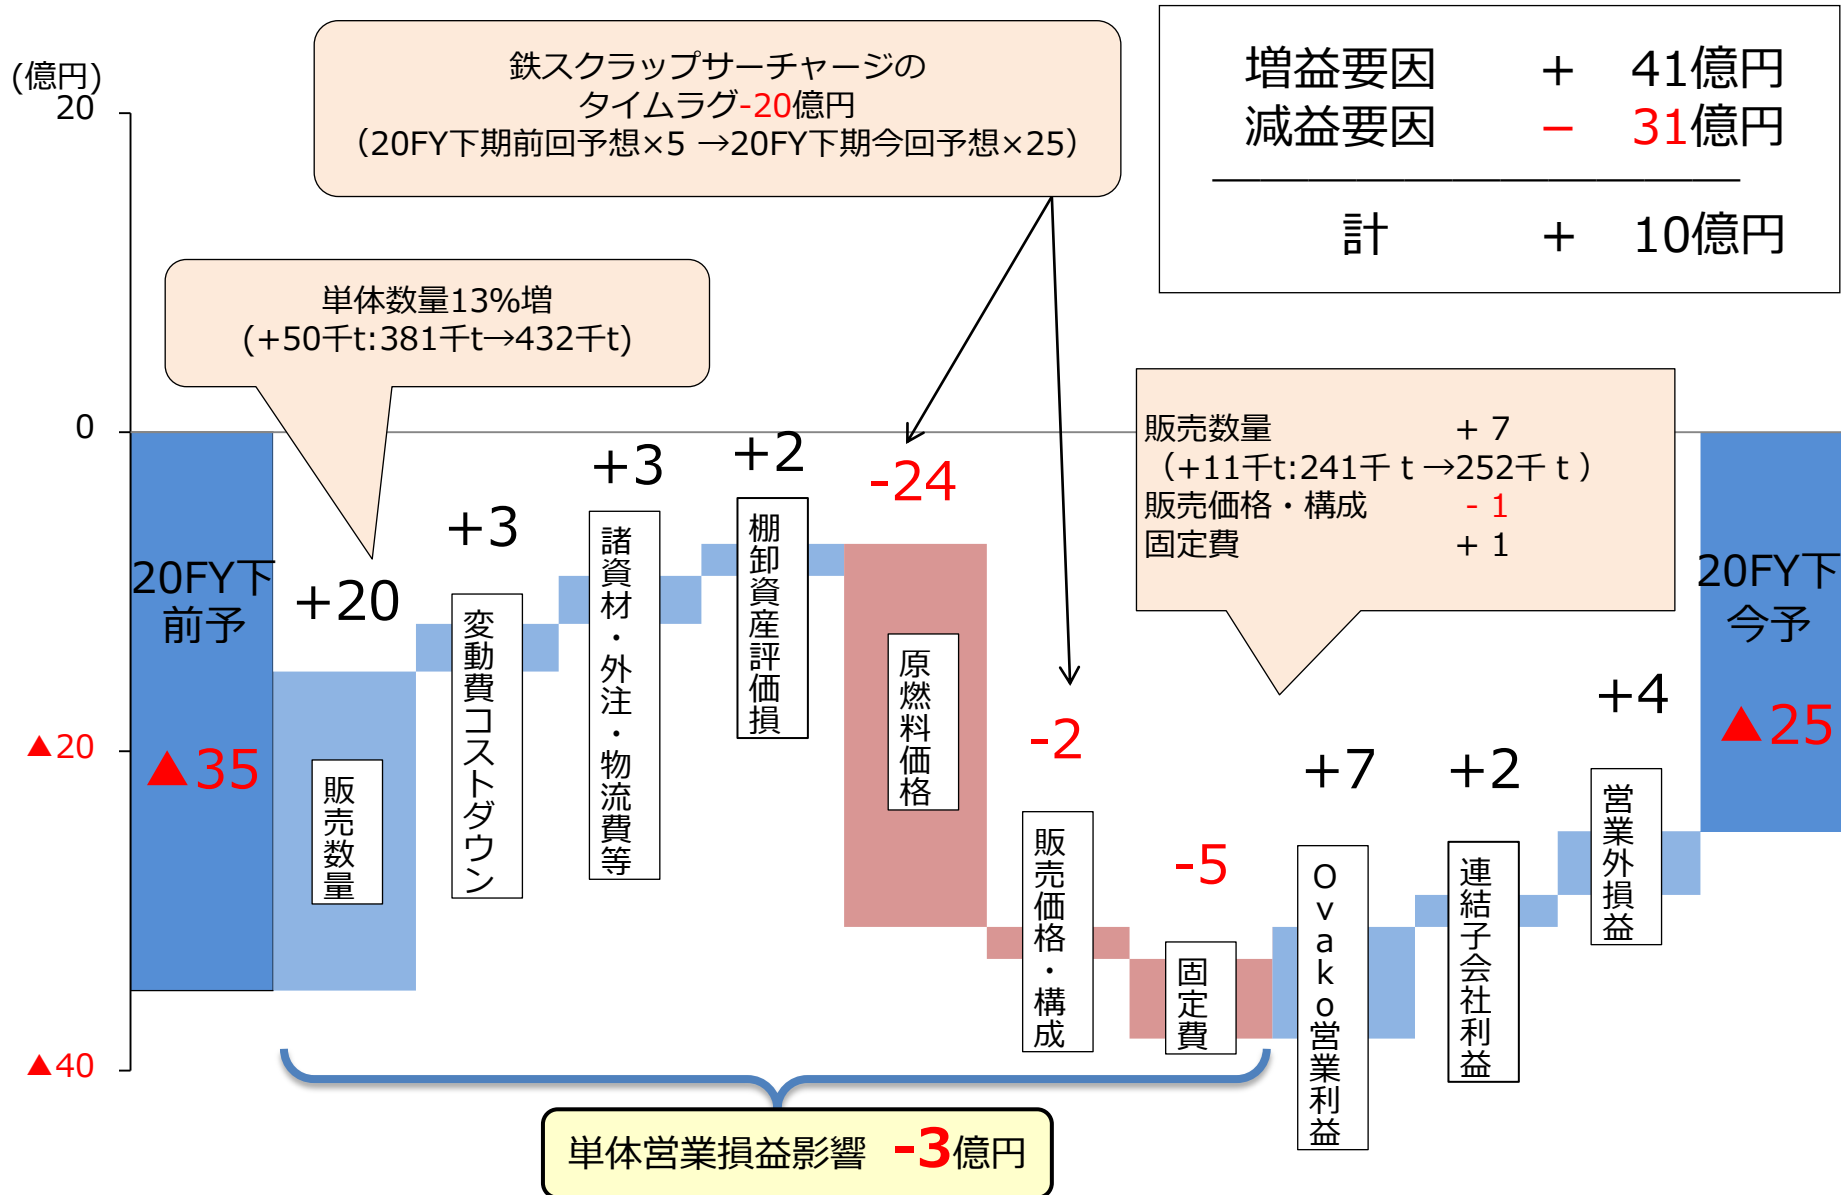 (億円)
20
0
▲20
▲40
鉄スクラップサーチャージの
タイムラグ-20億円
（20FY下期前回予想×5 →20FY下期今回予想×25）
増益要因 + 41億円
減益要因 − 31億円
計 + 10億円
単体数量13%増
(+50千t:381千t→432千t)
販売数量 + 7
（+11千t:241千ｔ→252千ｔ）
販売価格・構成 - 1
固定費 + 1
20FY下
前予
▲35
+20
販売数量
+3
変動費コストダウン
+3
諸資材・外注・物流費等
+2
棚卸資産評価損
-24
原燃料価格
-2
販売価格・構成
-5
固定費
+7
Ovako営業利益
+2
連結子会社利益
+4
営業外損益
20FY下
今予
▲25
単体営業損益影響 -3億円